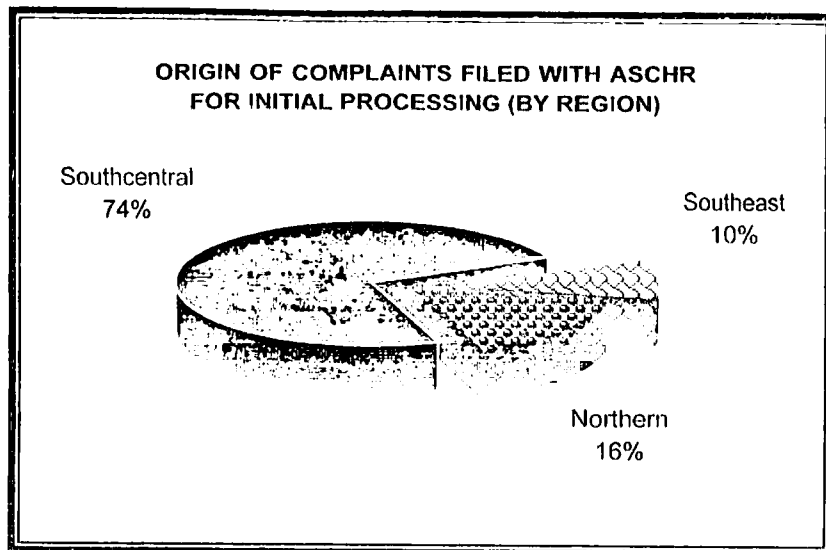 ORIGIN OF COMPLAINTS FILED WITH ASCHR
FOR INITIAL PROCESSING (BY REGION)
Southcentral
74%
Southeast
10%
Northern
16%